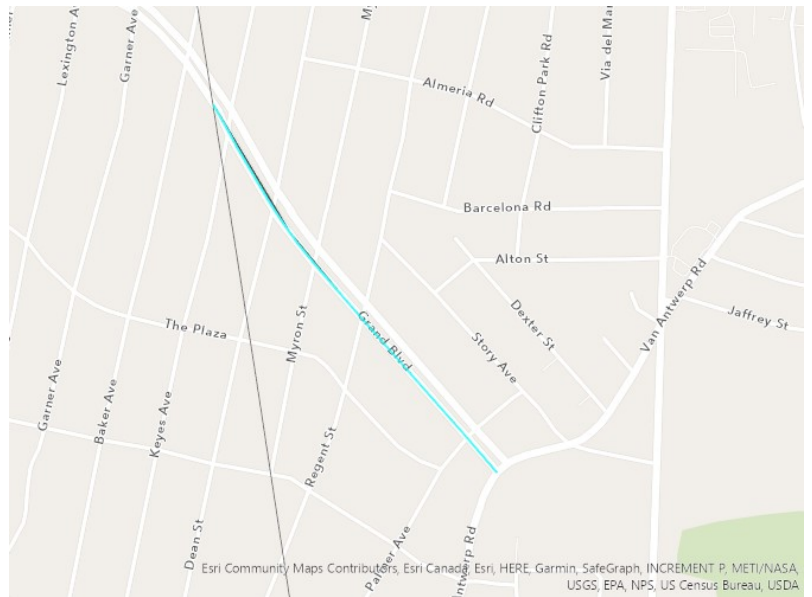 Lexington Ave
Garner Ave
My
Almeria Rd
Clifton Park Rd
Via del Mar
Barcelona Rd
Alton St
Van Antwerp Rd
Dexter St
Jaffrey St
The Plaza
Myron St
Grand Blvd
Story Ave
Garner Ave
Baker Ave
Keyes Ave
Regent St
Dean St
Palmer Ave
Antwerp Rd
Esri Community Maps Contributors, Esri Canada, Esri, HERE, Garmin, SafeGraph, INCREMENT P, METI/NASA,
USGS, EPA, NPS, US Census Bureau, USDA